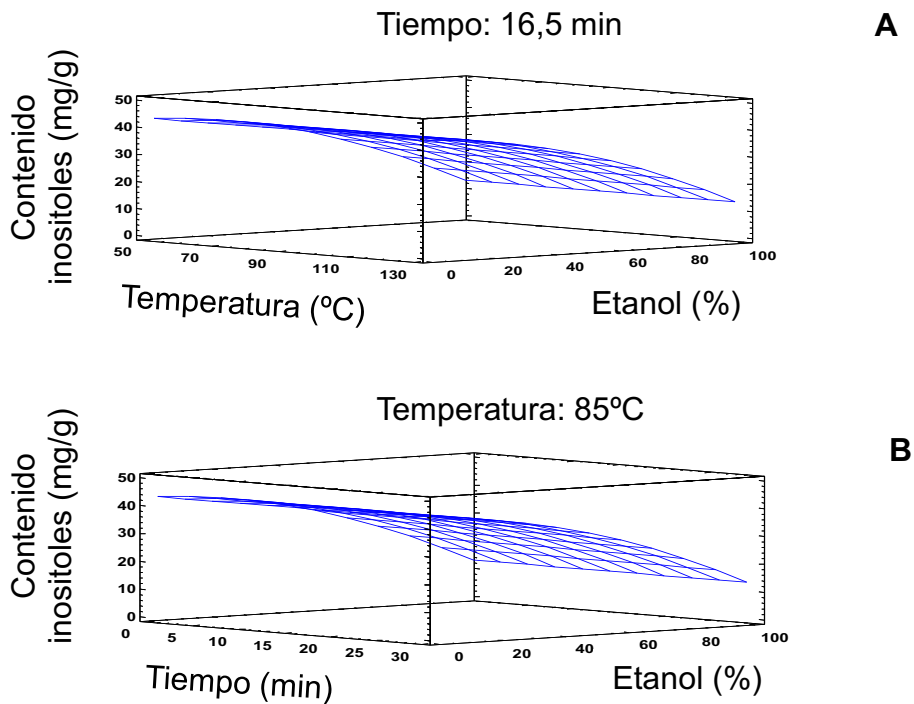 Tiempo: 16,5 min
A
Contenido
inositoles (mg/g)
50
40
30
20
10
0
50 70 90 110 130
0 20 40 60 80 100
Temperatura (ºC)
Etanol (%)
Temperatura: 85ºC
B
Contenido
inositoles (mg/g)
50
40
30
20
10
0
0 5 10 15 20 25 30
0 20 40 60 80 100
Tiempo (min)
Etanol (%)